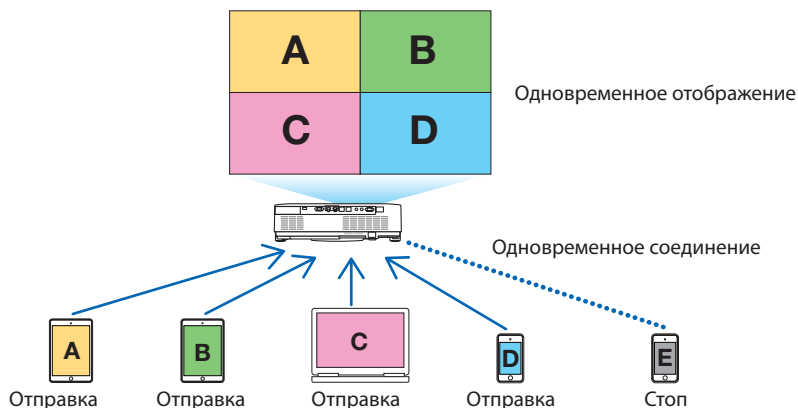 A B
C D
Одновременное отображение
Одновременное соединение
A B C D E
Отправка Отправка Отправка Отправка Стоп